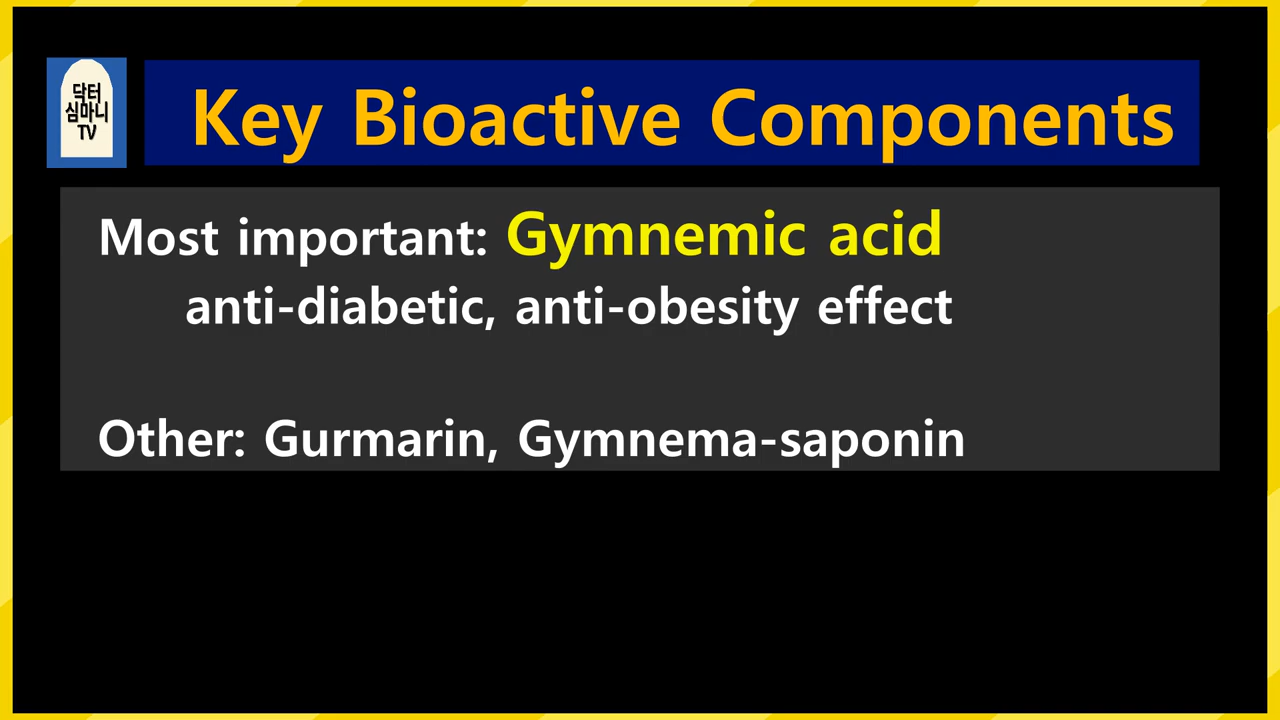 닥터
심마니
TV
Key Bioactive Components
Most important: Gymnemic acid
anti-diabetic, anti-obesity effect
Other: Gurmarin, Gymnema-saponin